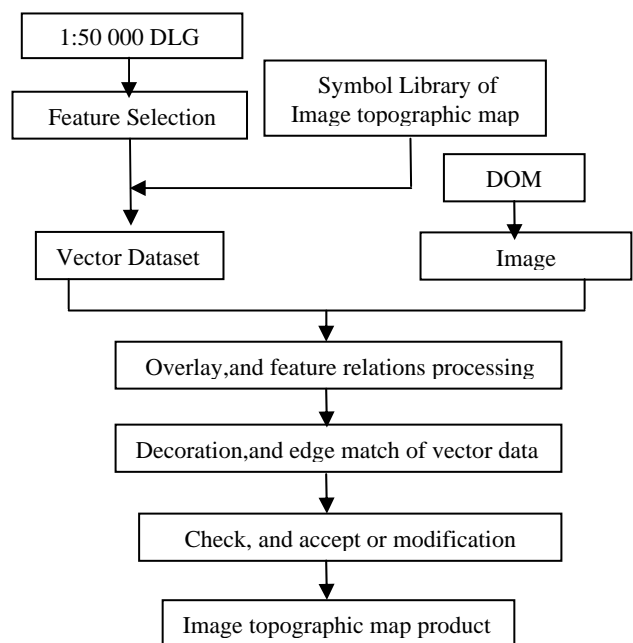 1:50 000 DLG
Feature Selection
Symbol Library of
Image topographic map
DOM
Vector Dataset
Image
Overlay,and feature relations processing
Decoration,and edge match of vector data
Check, and accept or modification
Image topographic map product